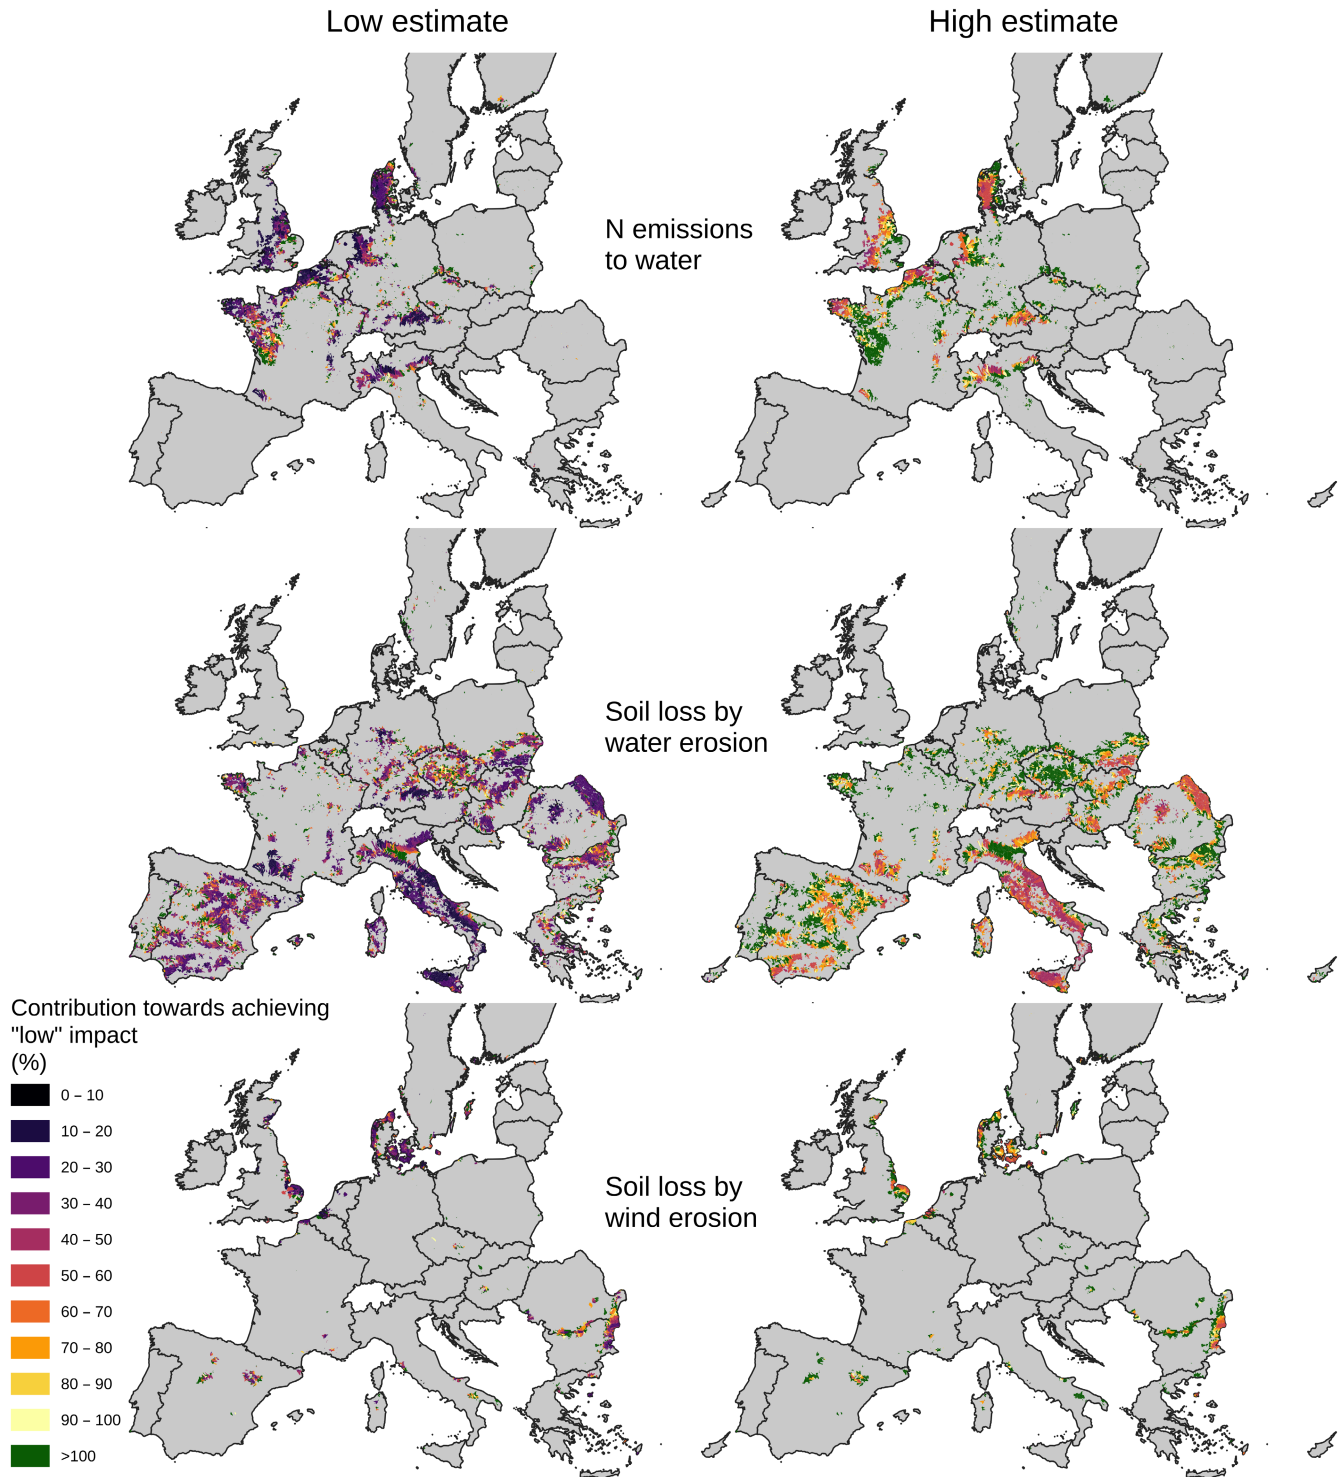 Low estimate
High estimate
N emissions
to water
Soil loss by
water erosion
Contribution towards achieving
"low" impact
(%)
0 – 10
10 – 20
20 – 30
30 – 40
40 – 50
50 – 60
60 – 70
70 – 80
80 – 90
90 – 100
>100
Soil loss by
wind erosion